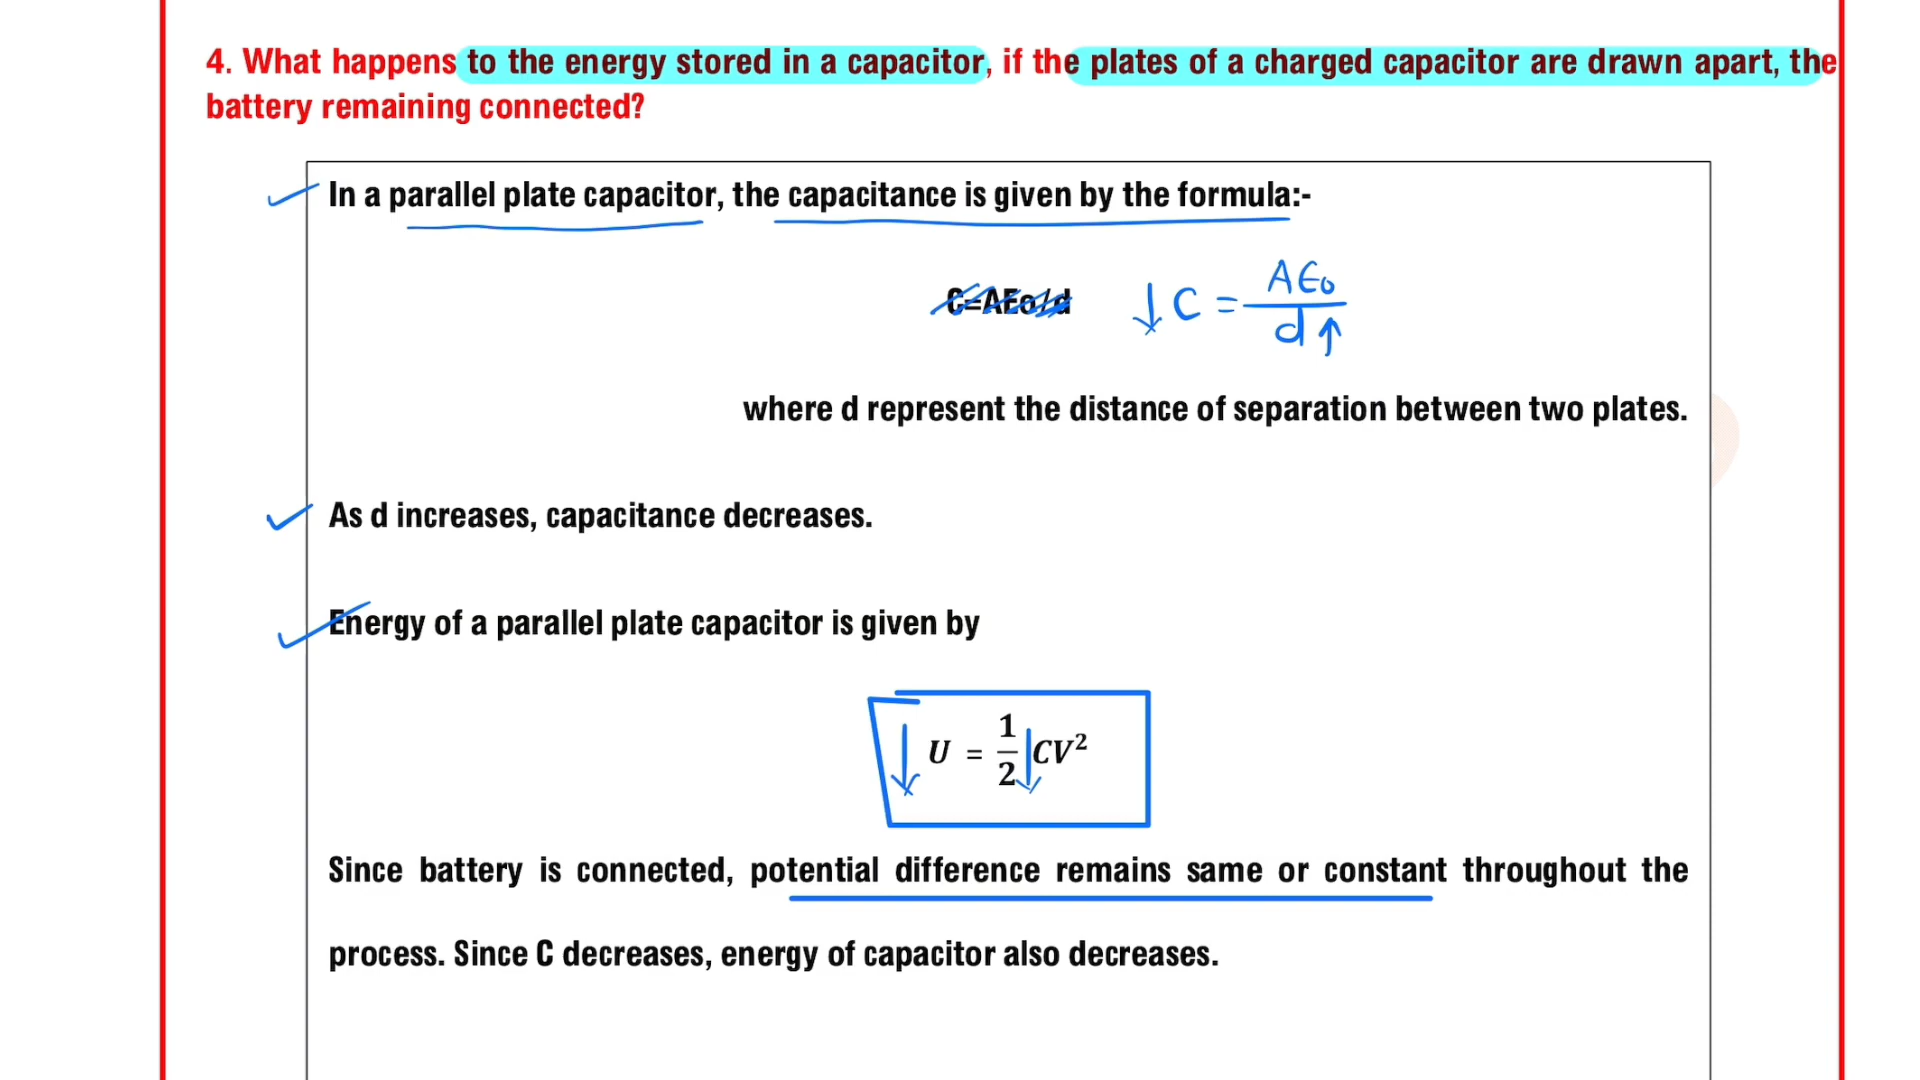 4. What happens to the energy stored in a capacitor, if the plates of a charged capacitor are drawn apart, the
battery remaining connected?
In a parallel plate capacitor, the capacitance is given by the formula:-
C=AEo/d ↓ C = A∈₀/d↑
where d represent the distance of separation between two plates.
As d increases, capacitance decreases.
Energy of a parallel plate capacitor is given by
↓ U = 1/2 ↓CV²
Since battery is connected, potential difference remains same or constant throughout the
process. Since C decreases, energy of capacitor also decreases.